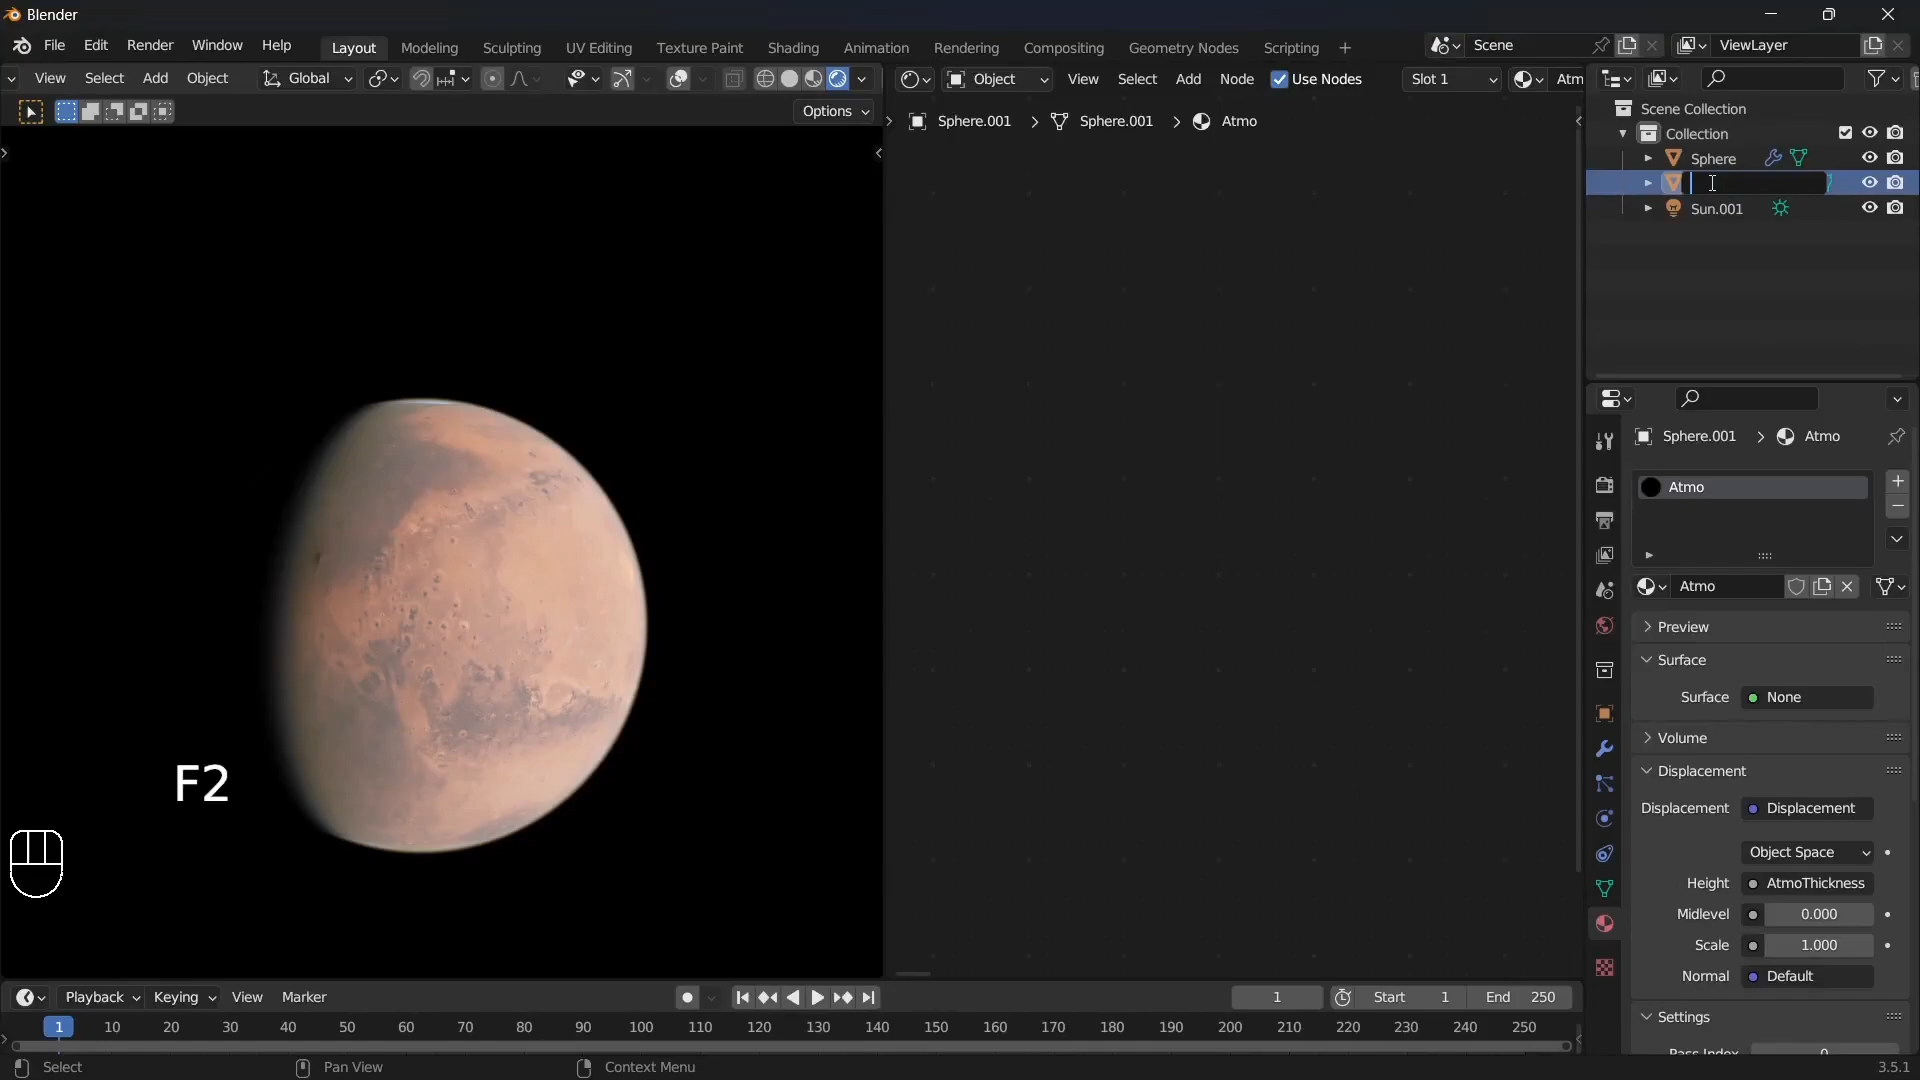 Blender
File Edit Render Window Help Layout Modeling Sculpting UV Editing Texture Paint Shading Animation Rendering Compositing Geometry Nodes Scripting + Scene ViewLayer
View Select Add Object Global Object View Select Add Node Use Nodes Slot 1 Atm
Options
Sphere.001 > Sphere.001 > Atmo
Scene Collection
Collection
Sphere
Sun.001
Sphere.001 > Atmo
Atmo
Atmo
Preview
Surface
Surface None
Volume
Displacement
Displacement Displacement
Object Space
Height AtmoThickness
Midlevel 0.000
Scale 1.000
Normal Default
Settings
Pass Index 0
F2
Playback Keying View Marker 1 Start 1 End 250
1 10 20 30 40 50 60 70 80 90 100 110 120 130 140 150 160 170 180 190 200 210 220 230 240 250
Select Pan View Context Menu 3.5.1